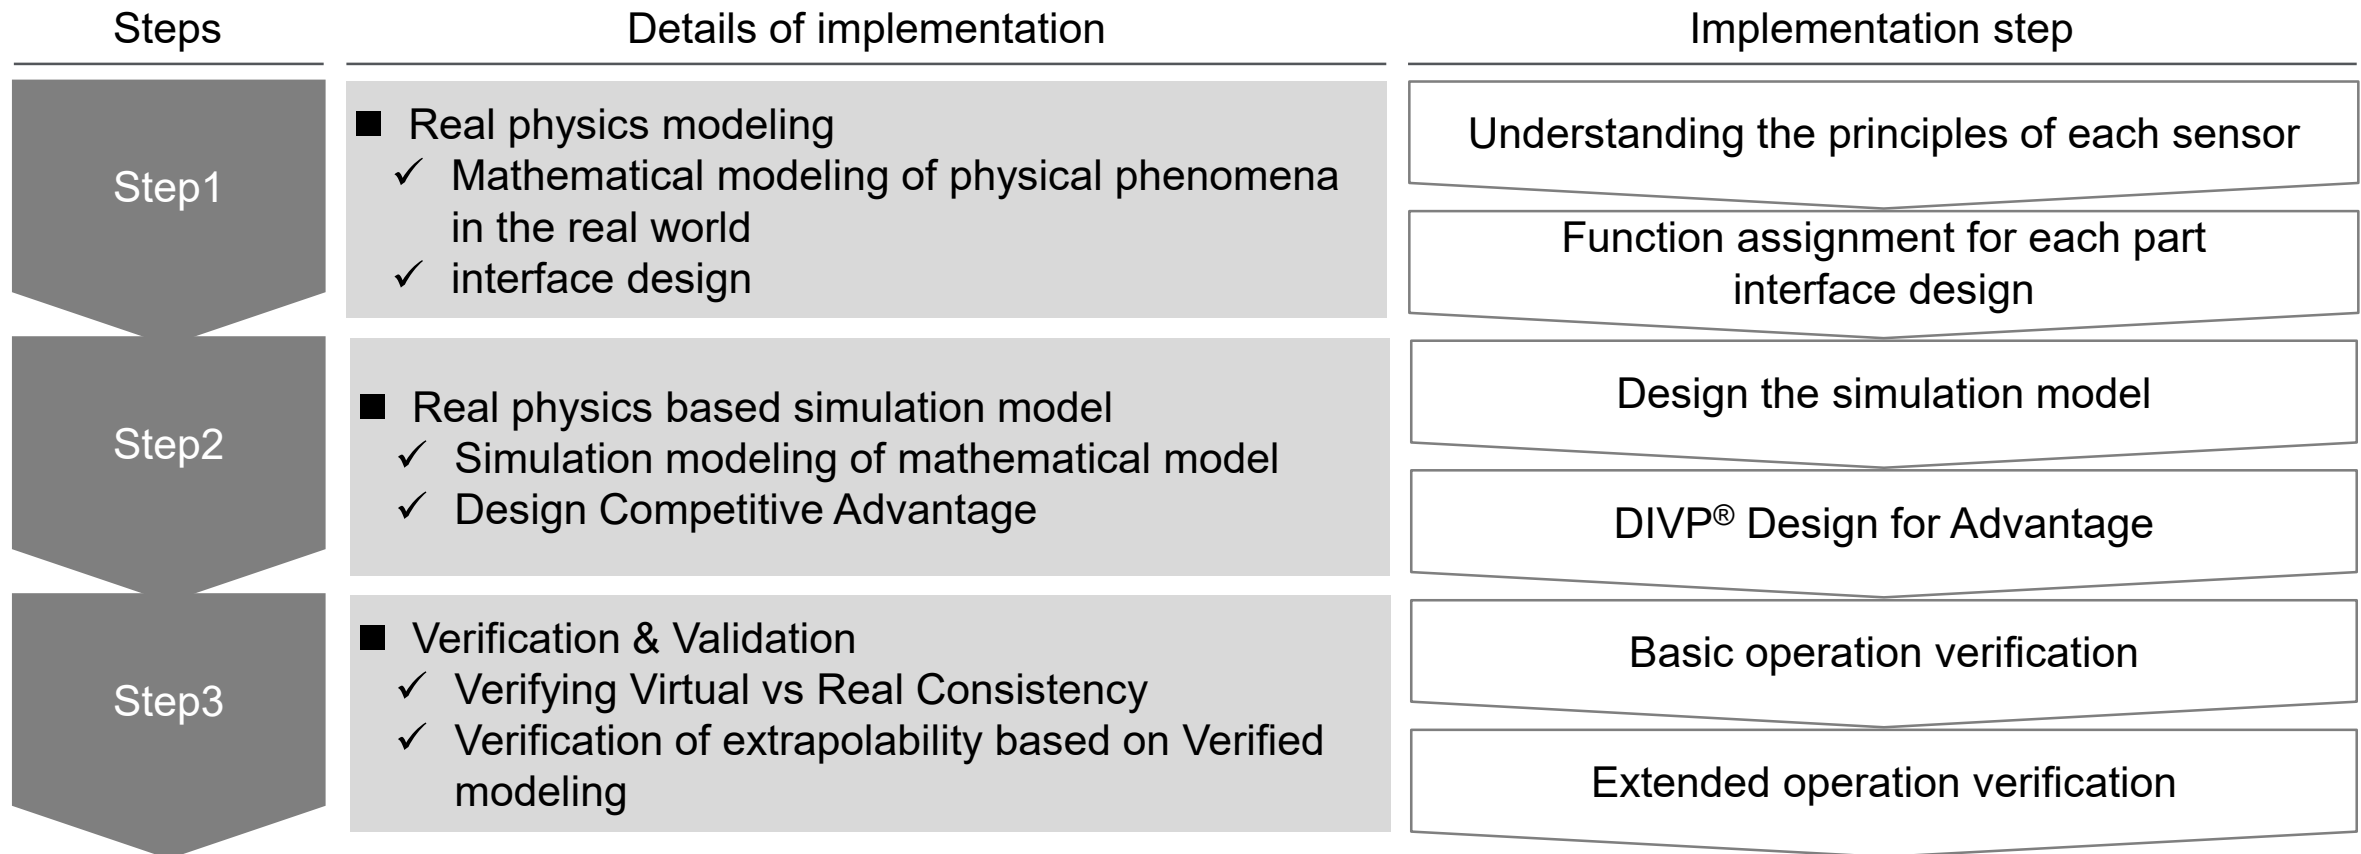 Steps
Details of implementation
Implementation step
Step1
■ Real physics modeling
✓ Mathematical modeling of physical phenomena
in the real world
✓ interface design
Understanding the principles of each sensor
Function assignment for each part
interface design
Step2
■ Real physics based simulation model
✓ Simulation modeling of mathematical model
✓ Design Competitive Advantage
Design the simulation model
DIVP® Design for Advantage
Step3
■ Verification & Validation
✓ Verifying Virtual vs Real Consistency
✓ Verification of extrapolability based on Verified
modeling
Basic operation verification
Extended operation verification